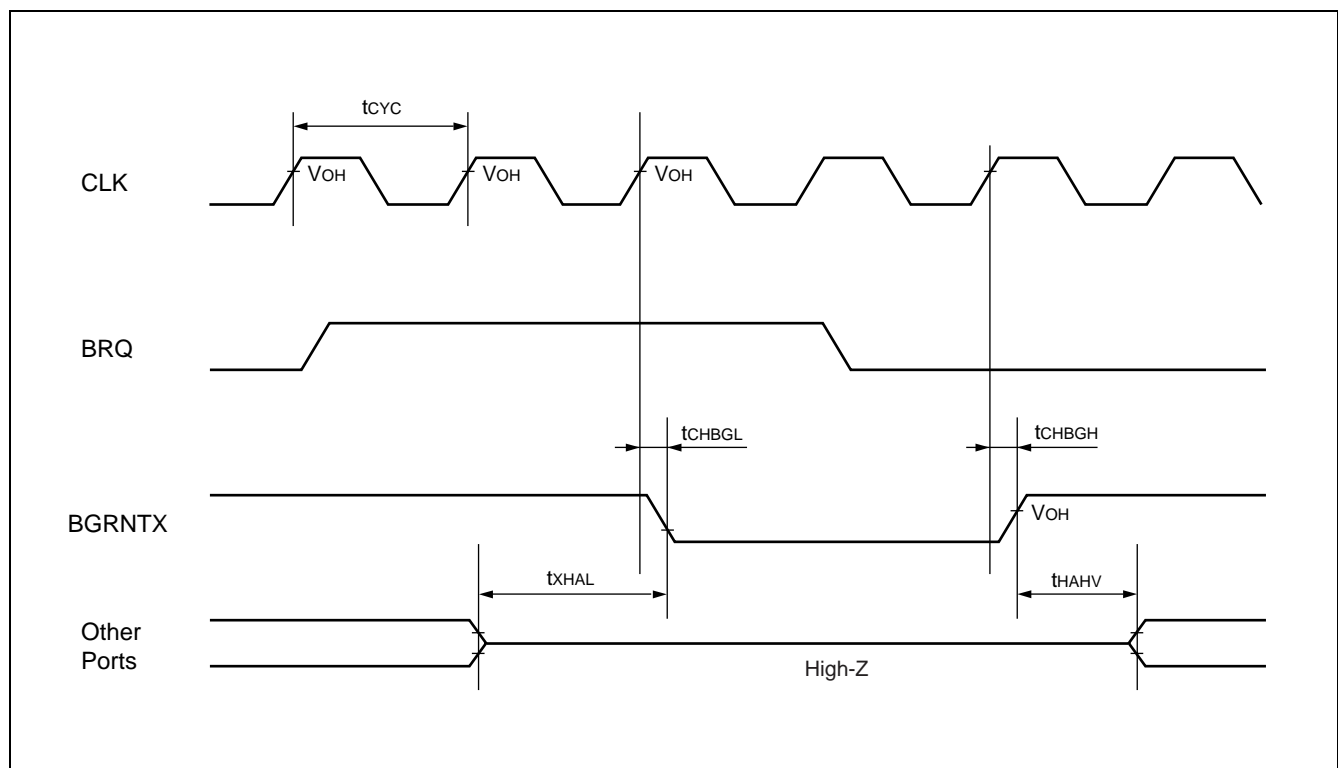 tCYC
CLK
VOH
VOH
VOH
BRQ
tCHBGL
tCHBGH
BGRNTX
VOH
tXHAL
tHAHV
Other
Ports
High-Z